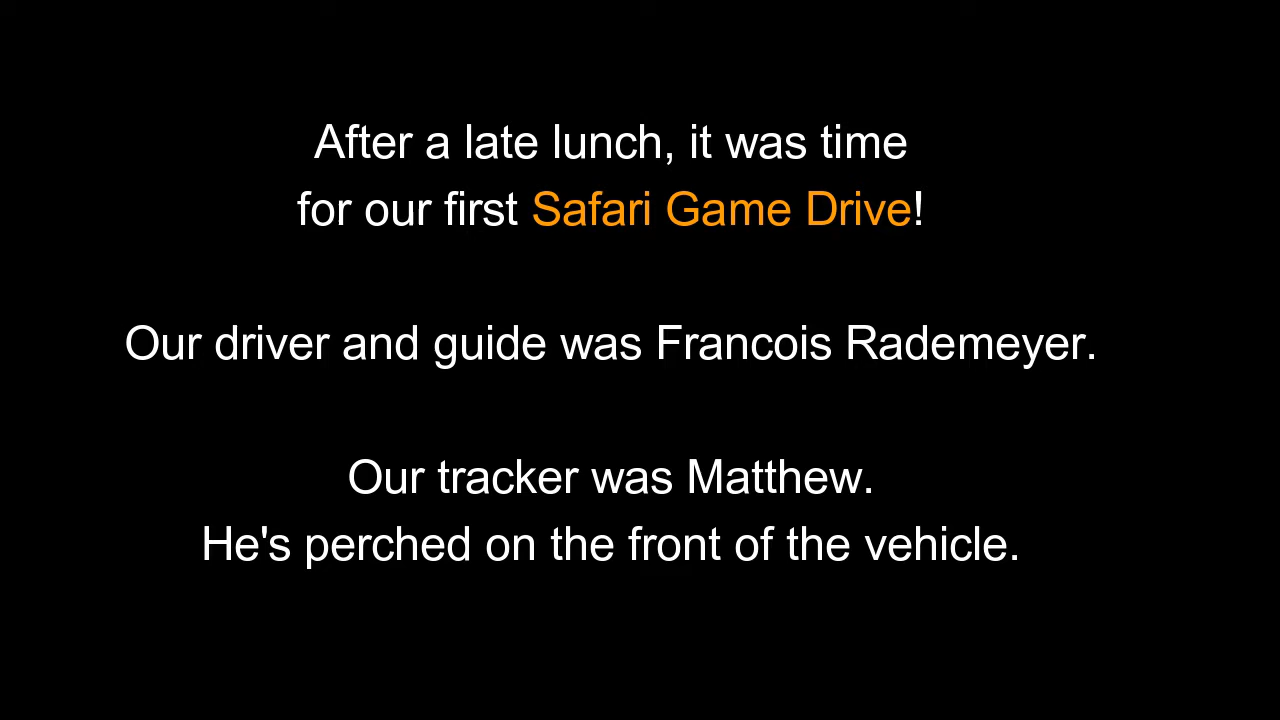 After a late lunch, it was time
for our first Safari Game Drive!
Our driver and guide was Francois Rademeyer.
Our tracker was Matthew.
He's perched on the front of the vehicle.